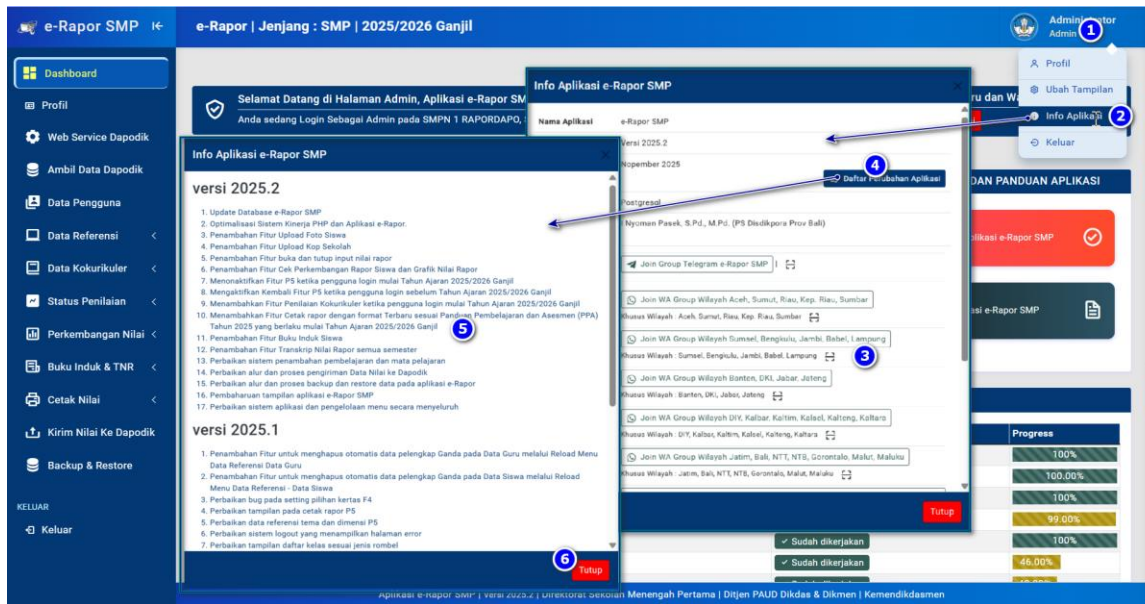 e-Rapor SMP
e-Rapor | Jenjang : SMP | 2025/2026 Ganjil
Administrator
Admin
1
Profil
Ubah Tampilan
Info Aplikasi
2
Keluar
Dashboard
Profil
Web Service Dapodik
Ambil Data Dapodik
Data Pengguna
Data Referensi
Data Kokurikuler
Status Penilaian
Perkembangan Nilai
Buku Induk & TNR
Cetak Nilai
Kirim Nilai Ke Dapodik
Backup & Restore
KELUAR
Keluar
Selamat Datang di Halaman Admin, Aplikasi e-Rapor SM
Anda sedang Login Sebagai Admin pada SMPN 1 RAPORDAPO,
ru dan Wa
Info Aplikasi e-Rapor SMP
Nama Aplikasi
e-Rapor SMP
Versi 2025.2
Nopember 2025
4
Daftar Perubahan Aplikasi
Postgresql
Nyoman Pasek, S.Pd., M.Pd. (PS Disdikpora Prov Bali)
Join Group Telegram e-Rapor SMP |
Join WA Group Wilayah Aceh, Sumut, Riau, Kep. Riau, Sumbar
Khusus Wilayah : Aceh, Sumut, Riau, Kep. Riau, Sumbar
Join WA Group Wilayah Sumsel, Bengkulu, Jambi, Babel, Lampung
Khusus Wilayah : Sumsel, Bengkulu, Jambi, Babel, Lampung
3
Join WA Group Wilayah Banten, DKI, Jabar, Jateng
Khusus Wilayah : Banten, DKI, Jabar, Jateng
Join WA Group Wilayah DIY, Kalbar, Kaltim, Kalsel, Kalteng, Kaltara
Khusus Wilayah : DIY, Kalbar, Kaltim, Kalsel, Kalteng, Kaltara
Join WA Group Wilayah Jatim, Bali, NTT, NTB, Gorontalo, Malut, Maluku
Khusus Wilayah : Jatim, Bali, NTT, NTB, Gorontalo, Malut, Maluku
Tutup
Info Aplikasi e-Rapor SMP
versi 2025.2
1. Update Database e-Rapor SMP
2. Optimalisasi Sistem Kinerja PHP dan Aplikasi e-Rapor.
3. Penambahan Fitur Upload Foto Siswa
4. Penambahan Fitur Upload Kop Sekolah
5. Penambahan Fitur buka dan tutup input nilai rapor
6. Penambahan Fitur Cek Perkembangan Rapor Siswa dan Grafik Nilai Rapor
7. Menonaktifkan Fitur P5 ketika pengguna login mulai Tahun Ajaran 2025/2026 Ganjil
8. Mengaktifkan Kembali Fitur P5 ketika pengguna login sebelum Tahun Ajaran 2025/2026 Ganjil
9. Menambahkan Fitur Penilaian Kokurikuler ketika pengguna login mulai Tahun Ajaran 2025/2026 Ganjil
10. Menambahkan Fitur Cetak rapor dengan format Terbaru sesuai Panduan Pembelajaran dan Asesmen (PPA)
Tahun 2025 yang berlaku mulai Tahun Ajaran 2025/2026 Ganjil
5
11. Penambahan Fitur Buku Induk Siswa
12. Penambahan Fitur Transkrip Nilai Rapor semua semester
13. Perbaikan sistem penambahan pembelajaran dan mata pelajaran
14. Perbaikan alur dan proses pengiriman Data Nilai ke Dapodik
15. Perbaikan alur dan proses backup dan restore data pada aplikasi e-Rapor
16. Pembaharuan tampilan aplikasi e-Rapor SMP
17. Perbaikan sistem aplikasi dan pengelolaan menu secara menyeluruh
versi 2025.1
1. Penambahan Fitur untuk menghapus otomatis data pelengkap Ganda pada Data Guru melalui Reload Menu
Data Referensi Data Guru
2. Penambahan Fitur untuk menghapus otomatis data pelengkap Ganda pada Data Siswa melalui Reload
Menu Data Referensi - Data Siswa
3. Perbaikan bug pada setting pilihan kertas F4
4. Perbaikan tampilan pada cetak rapor P5
5. Perbaikan data referensi tema dan dimensi P5
6. Perbaikan sistem logout yang menampilkan halaman error
7. Perbaikan tampilan daftar kelas sesuai jenis rombel
6
Tutup
DAN PANDUAN APLIKASI
plikasi e-Rapor SMP
asi e-Rapor SMP
Progress
100%
100.00%
100%
99.00%
Sudah dikerjakan
100%
Sudah dikerjakan
46.00%
Aplikasi e-Rapor SMP | Versi 2025.2 | Direktorat Sekolah Menengah Pertama | Ditjen PAUD Dikdas & Dikmen | Kemendikdasmen